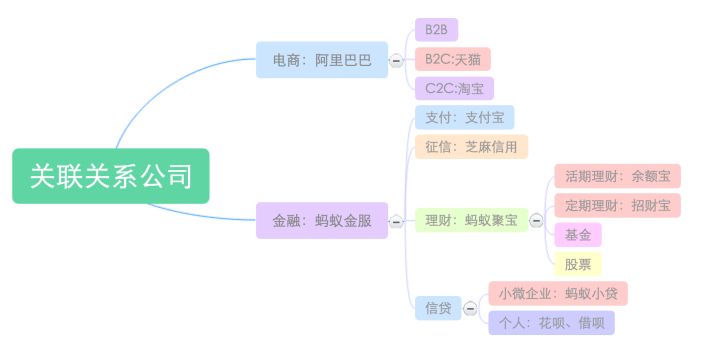 关联关系公司
电商：阿里巴巴
B2B
B2C:天猫
C2C:淘宝
金融：蚂蚁金服
支付：支付宝
征信：芝麻信用
理财：蚂蚁聚宝
活期理财：余额宝
定期理财：招财宝
基金
股票
信贷
小微企业：蚂蚁小贷
个人：花呗、借呗